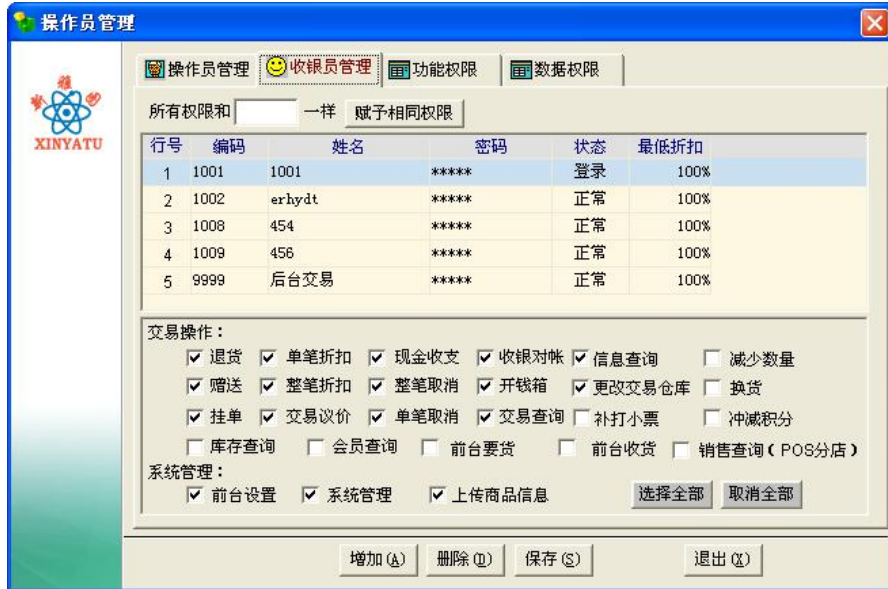 操作员管理
新雅图
XINYATU
操作员管理 收银员管理 功能权限 数据权限
所有权限和 一样 赋予相同权限
行号 编码 姓名 密码 状态 最低折扣
1 1001 1001 ***** 登录 100%
2 1002 erhydt ***** 正常 100%
3 1008 454 ***** 正常 100%
4 1009 456 ***** 正常 100%
5 9999 后台交易 ***** 正常 100%
交易操作：
退货 单笔折扣 现金收支 收银对帐 信息查询 减少数量
赠送 整笔折扣 整笔取消 开钱箱 更改交易仓库 换货
挂单 交易议价 单笔取消 交易查询 补打小票 冲减积分
库存查询 会员查询 前台要货 前台收货 销售查询（POS分店）
系统管理：
前台设置 系统管理 上传商品信息 选择全部 取消全部
增加(A) 删除(D) 保存(S) 退出(X)